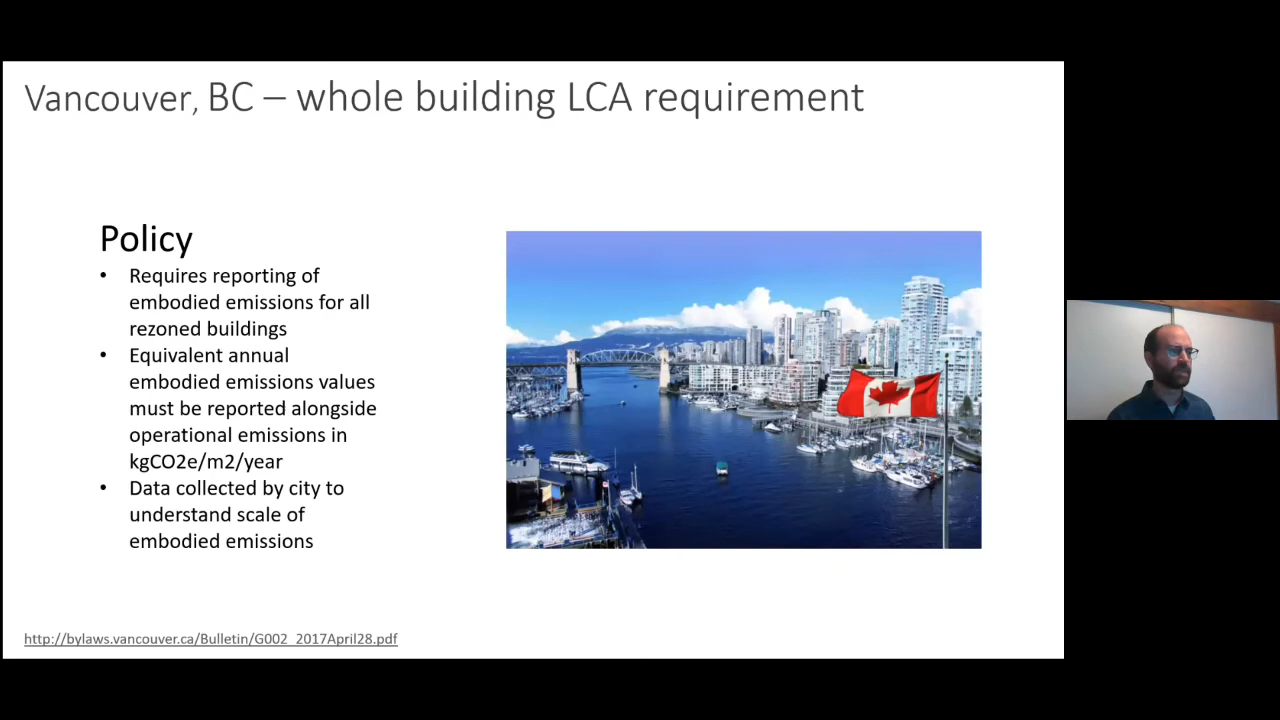 Vancouver, BC – whole building LCA requirement
Policy
• Requires reporting of
embodied emissions for all
rezoned buildings
• Equivalent annual
embodied emissions values
must be reported alongside
operational emissions in
kgCO2e/m2/year
• Data collected by city to
understand scale of
embodied emissions
http://bylaws.vancouver.ca/Bulletin/G002_2017April28.pdf